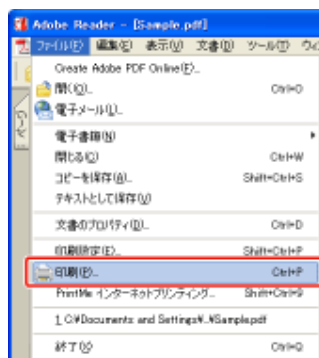 Adobe Reader - [Sample.pdf]
ファイル(F) 編集(E) 表示(V) 文書(D) ツール(T) ウィ
Create Adobe PDF Online(E)...
開く(O)... Ctrl+O
電子メール(L)...
電子書籍(N)
閉じる(C) Ctrl+W
コピーを保存(A)... Shift+Ctrl+S
テキストとして保存(V)
文書のプロパティ(D)... Ctrl+D
印刷設定(E)... Shift+Ctrl+P
印刷(P)... Ctrl+P
PrintMe インターネットプリンティング... Shift+Ctrl+9
1 C:¥Documents and Settings¥..¥Sample.pdf
終了(X) Ctrl+Q